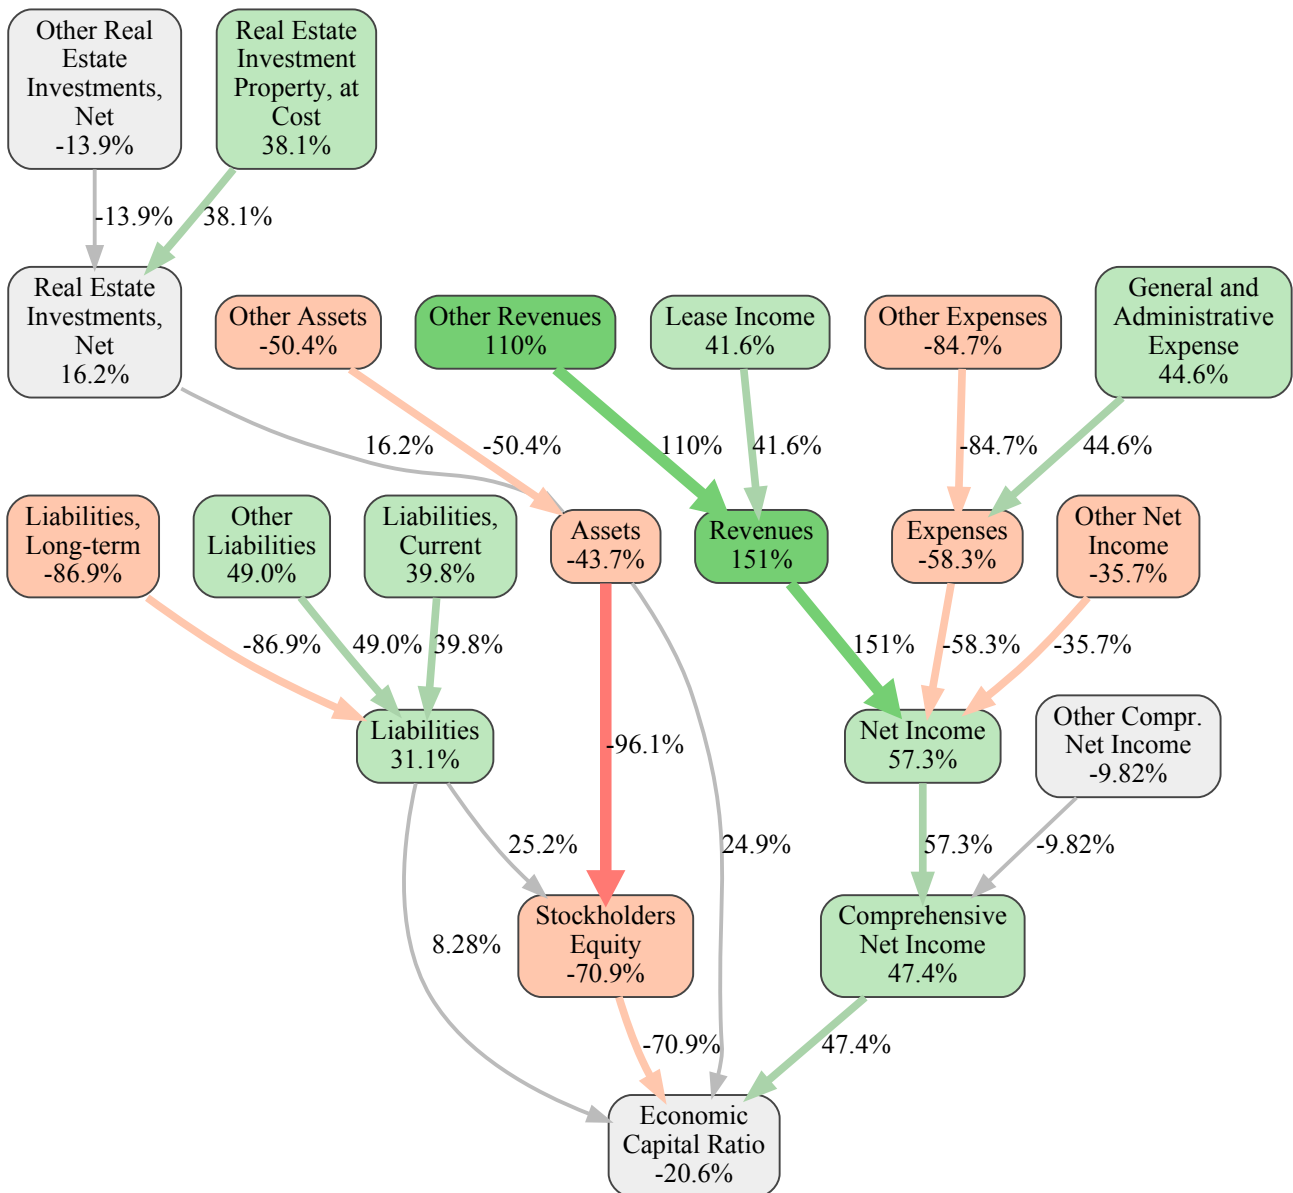 Other Real
Estate
Investments,
Net
-13.9%
Real Estate
Investment
Property, at
Cost
38.1%
-13.9%
38.1%
Real Estate
Investments,
Net
16.2%
Other Assets
-50.4%
Other Revenues
110%
Lease Income
41.6%
Other Expenses
-84.7%
General and
Administrative
Expense
44.6%
16.2%
-50.4%
110%
41.6%
-84.7%
44.6%
Liabilities,
Long-term
-86.9%
Other
Liabilities
49.0%
Liabilities,
Current
39.8%
Assets
-43.7%
Revenues
151%
Expenses
-58.3%
Other Net
Income
-35.7%
-86.9%
49.0%
39.8%
151%
-58.3%
-35.7%
Liabilities
31.1%
-96.1%
Net Income
57.3%
Other Compr.
Net Income
-9.82%
25.2%
24.9%
57.3%
-9.82%
8.28%
Stockholders
Equity
-70.9%
Comprehensive
Net Income
47.4%
-70.9%
47.4%
Economic
Capital Ratio
-20.6%